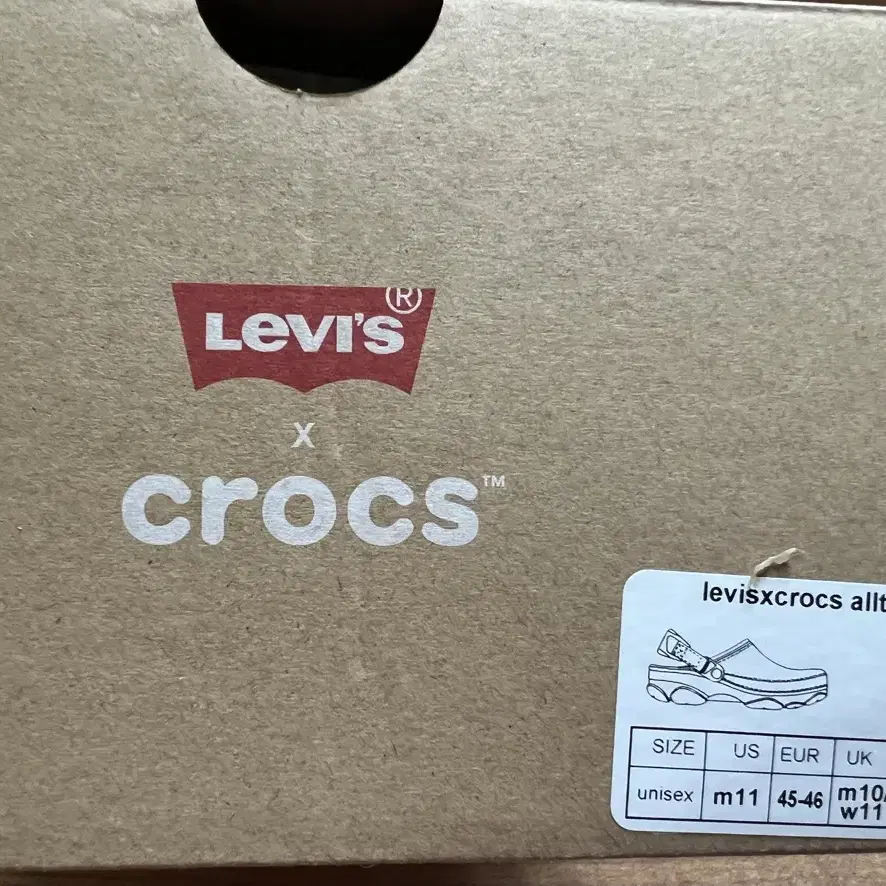 LEVI'S®
x
crocs™
levisxcrocs allt
SIZE US EUR UK
unisex m11 45-46 m10/
w11